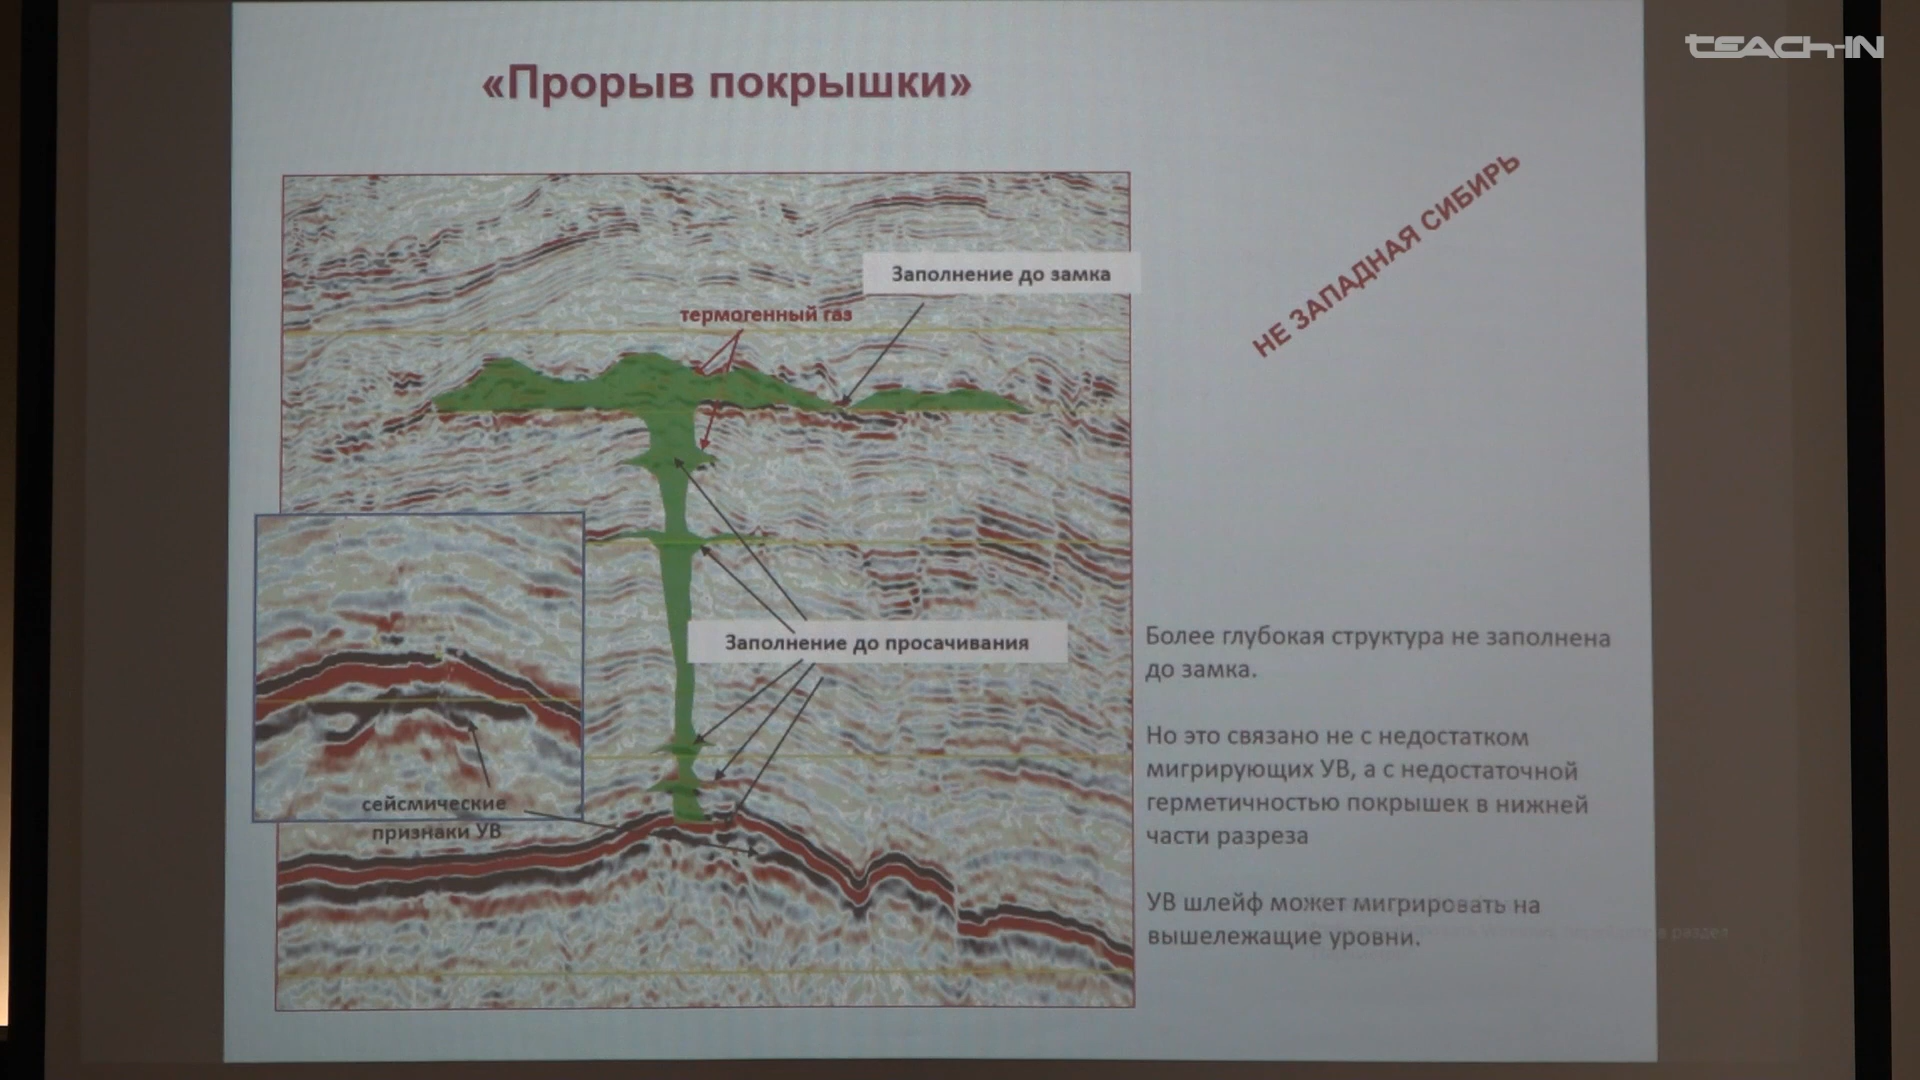 TEACH-IN
«Прорыв покрышки»
НЕ ЗАПАДНАЯ СИБИРЬ
Заполнение до замка
термогенный газ
Заполнение до просачивания
сейсмические
признаки УВ
Более глубокая структура не заполнена
до замка.
Но это связано не с недостатком
мигрирующих УВ, а с недостаточной
герметичностью покрышек в нижней
части разреза
УВ шлейф может мигрировать на
вышележащие уровни.
раздел